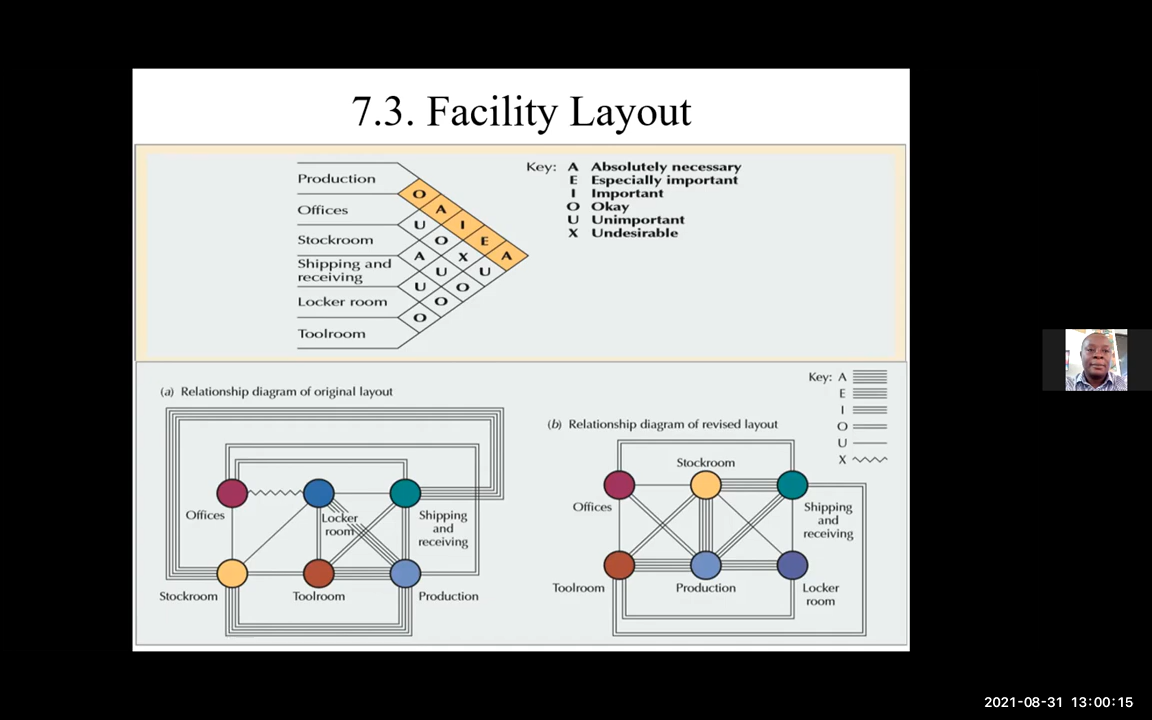 7.3. Facility Layout
Production
Offices
Stockroom
Shipping and
receiving
Locker room
Toolroom
O
A
I
E
A
U
O
X
U
A
U
O
U
O
O
Key: A Absolutely necessary
E Especially important
I Important
O Okay
U Unimportant
X Undesirable
(a) Relationship diagram of original layout
Offices
Locker
room
Shipping
and
receiving
Stockroom
Toolroom
Production
(b) Relationship diagram of revised layout
Key: A
E
I
O
U
X
Stockroom
Offices
Shipping
and
receiving
Toolroom
Production
Locker
room
2021-08-31 13:00:15